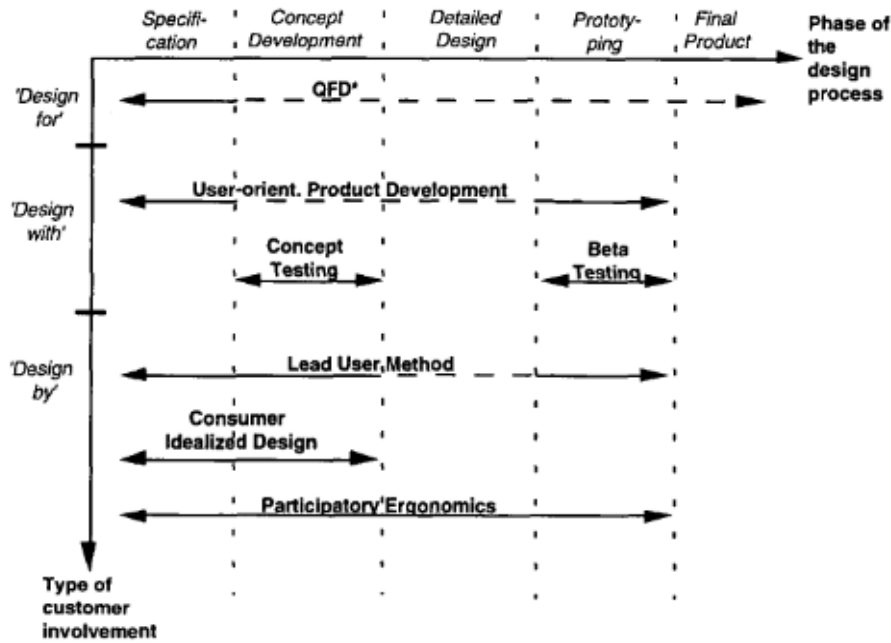 Specifi-
cation
Concept
Development
Detailed
Design
Prototy-
ping
Final
Product
Phase of
the
design
process
'Design
for'
QFD*
'Design
with'
User-orient. Product Development
Concept
Testing
Beta
Testing
'Design
by'
Lead User Method
Consumer
Idealized Design
Participatory Ergonomics
Type of
customer
involvement